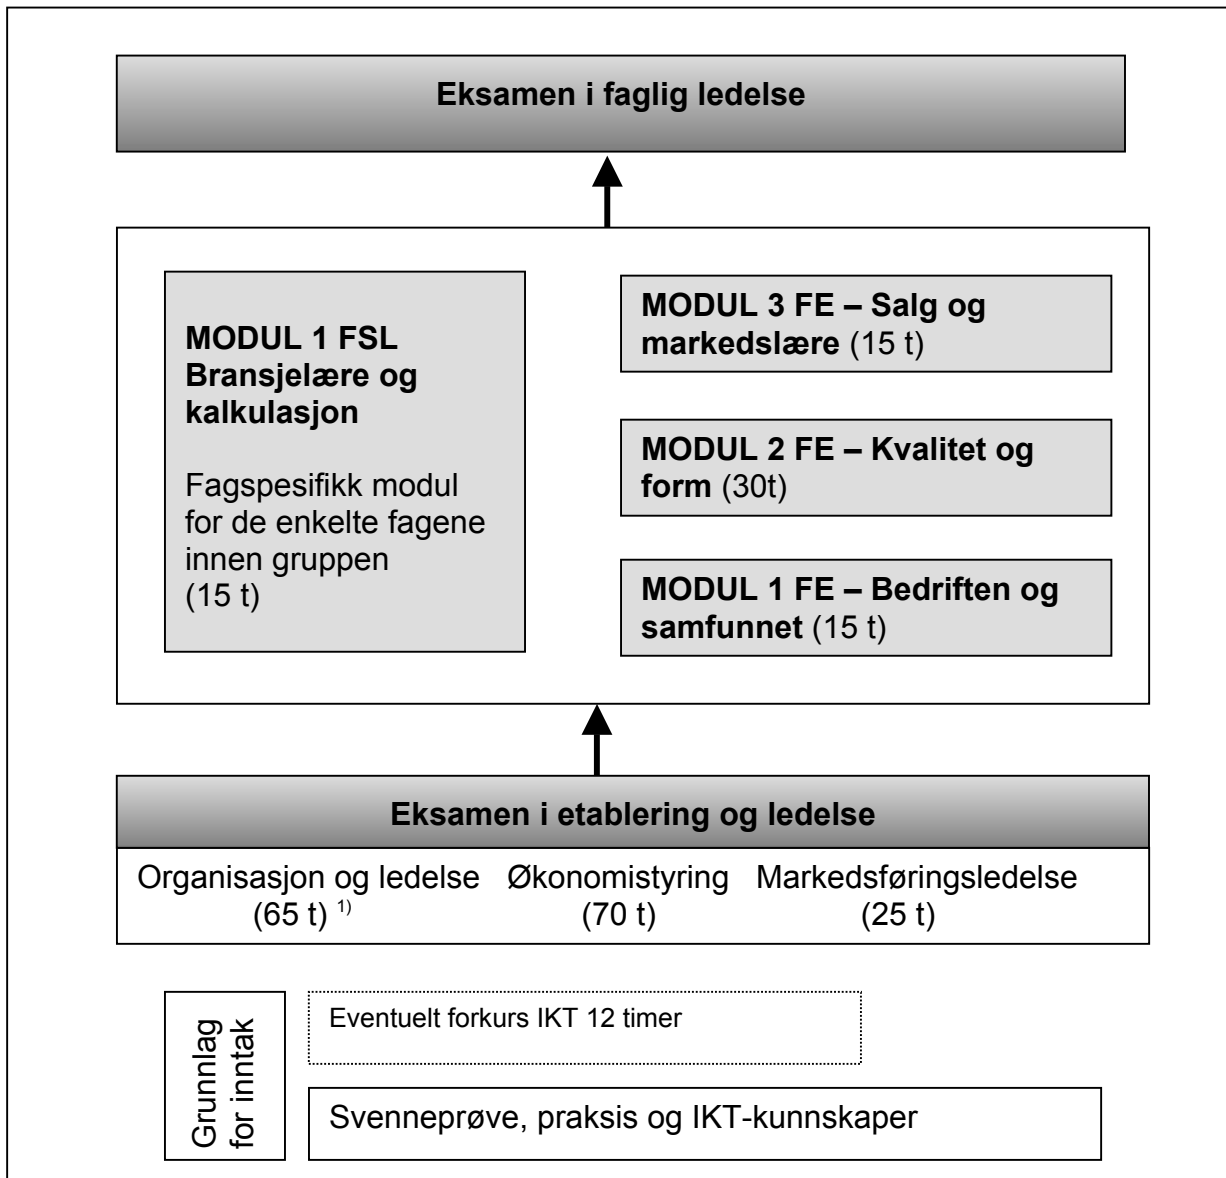 Eksamen i faglig ledelse
MODUL 1 FSL
Bransjelære og
kalkulasjon
Fagspesifikk modul
for de enkelte fagene
innen gruppen
(15 t)
MODUL 3 FE – Salg og
markedslære (15 t)
MODUL 2 FE – Kvalitet og
form (30t)
MODUL 1 FE – Bedriften og
samfunnet (15 t)
Eksamen i etablering og ledelse
Organisasjon og ledelse
(65 t) 1)
Økonomistyring
(70 t)
Markedsføringsledelse
(25 t)
Grunnlag
for inntak
Eventuelt forkurs IKT 12 timer
Svenneprøve, praksis og IKT-kunnskaper